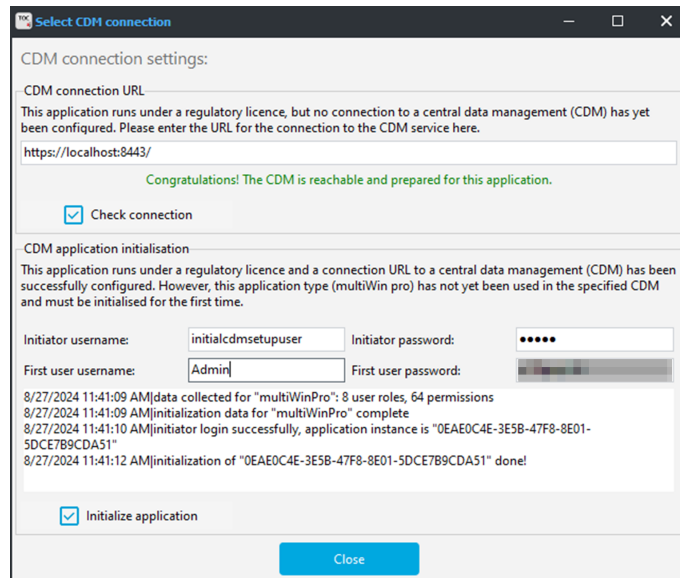 TOC
Select CDM connection
CDM connection settings:
CDM connection URL
This application runs under a regulatory licence, but no connection to a central data management (CDM) has yet
been configured. Please enter the URL for the connection to the CDM service here.
https://localhost:8443/
Congratulations! The CDM is reachable and prepared for this application.
Check connection
CDM application initialisation
This application runs under a regulatory licence and a connection URL to a central data management (CDM) has been
successfully configured. However, this application type (multiWin pro) has not yet been used in the specified CDM
and must be initialised for the first time.
Initiator username: initialcdmsetupuser Initiator password: •••••
First user username: Admin First user password:
8/27/2024 11:41:09 AM|data collected for "multiWinPro": 8 user roles, 64 permissions
8/27/2024 11:41:09 AM|initialization data for "multiWinPro" complete
8/27/2024 11:41:10 AM|initiator login successfully, application instance is "0EAE0C4E-3E5B-47F8-8E01-
5DCE7B9CDA51"
8/27/2024 11:41:12 AM|initialization of "0EAE0C4E-3E5B-47F8-8E01-5DCE7B9CDA51" done!
Initialize application
Close